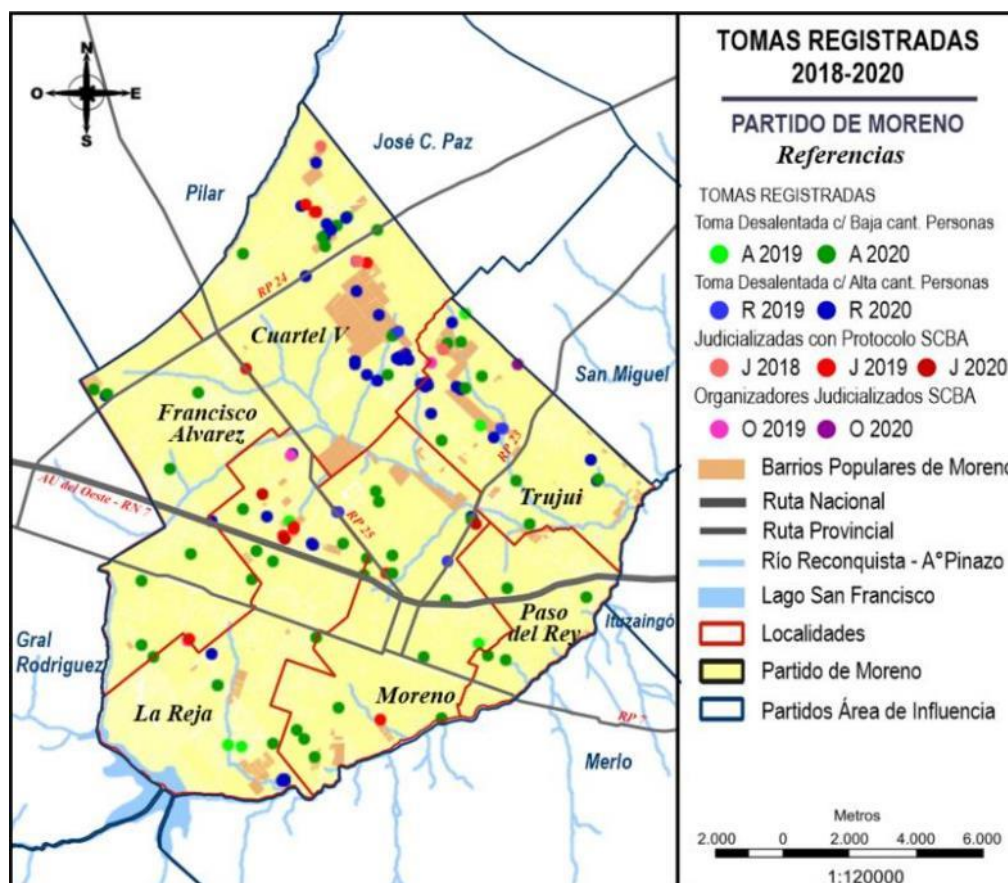 N
O
E
S
José C. Paz
Pilar
RP 24
Cuartel V
San Miguel
Francisco
Alvarez
RP 23
AU del Oeste - RN 7
Trujui
RP 25
Paso
del Rey
Ituzaingó
Gral
Rodriguez
La Reja
Moreno
RP 7
Merlo
TOMAS REGISTRADAS
2018-2020
PARTIDO DE MORENO
Referencias
TOMAS REGISTRADAS
Toma Desalentada c/ Baja cant. Personas
A 2019 A 2020
Toma Desalentada c/ Alta cant. Personas
R 2019 R 2020
Judicializadas con Protocolo SCBA
J 2018 J 2019 J 2020
Organizadores Judicializados SCBA
O 2019 O 2020
Barrios Populares de Moreno
Ruta Nacional
Ruta Provincial
Río Reconquista - A°Pinazo
Lago San Francisco
Localidades
Partido de Moreno
Partidos Área de Influencia
Metros
2.000 0 2.000 4.000 6.000
1:120000